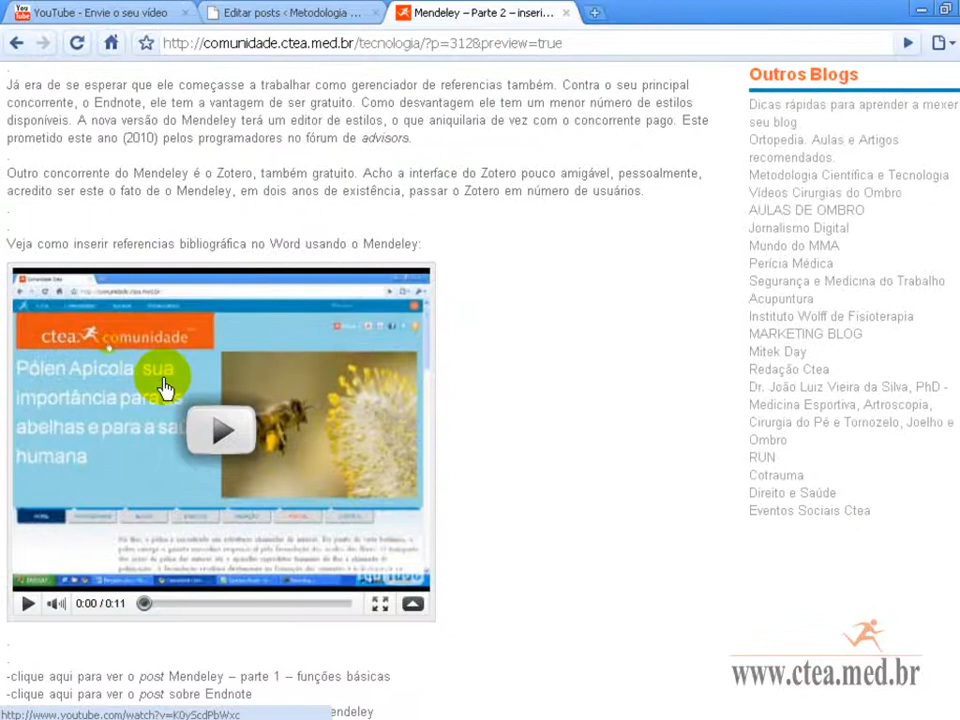 YouTube - Envie o seu vídeo
Editar posts ‹ Metodologia ...
Mendeley – Parte 2 – inseri...
http://comunidade.ctea.med.br/tecnologia/?p=312&preview=true
Já era de se esperar que ele começasse a trabalhar como gerenciador de referencias também. Contra o seu principal
concorrente, o Endnote, ele tem a vantagem de ser gratuito. Como desvantagem ele tem um menor número de estilos
disponíveis. A nova versão do Mendeley terá um editor de estilos, o que aniquilaria de vez com o concorrente pago. Este
prometido este ano (2010) pelos programadores no fórum de advisors.
Outro concorrente do Mendeley é o Zotero, também gratuito. Acho a interface do Zotero pouco amigável, pessoalmente,
acredito ser este o fato de o Mendeley, em dois anos de existência, passar o Zotero em número de usuários.
Veja como inserir referencias bibliográfica no Word usando o Mendeley:
ctea. comunidade
Pólen Apícola: sua
importância para as
abelhas e para a saú
humana
0:00 / 0:11
-clique aqui para ver o post Mendeley – parte 1 – funções básicas
-clique aqui para ver o post sobre Endnote
endeley
http://www.youtube.com/watch?v=K0yScdPbWxc
Outros Blogs
Dicas rápidas para aprender a mexer
seu blog
Ortopedia. Aulas e Artigos
recomendados.
Metodologia Científica e Tecnologia
Vídeos Cirurgias do Ombro
AULAS DE OMBRO
Jornalismo Digital
Mundo do MMA
Perícia Médica
Segurança e Medicina do Trabalho
Acupuntura
Instituto Wolff de Fisioterapia
MARKETING BLOG
Mitek Day
Redação Ctea
Dr. João Luiz Vieira da Silva, PhD -
Medicina Esportiva, Artroscopia,
Cirurgia do Pé e Tornozelo, Joelho e
Ombro
RUN
Cotrauma
Direito e Saúde
Eventos Sociais Ctea
www.ctea.med.br